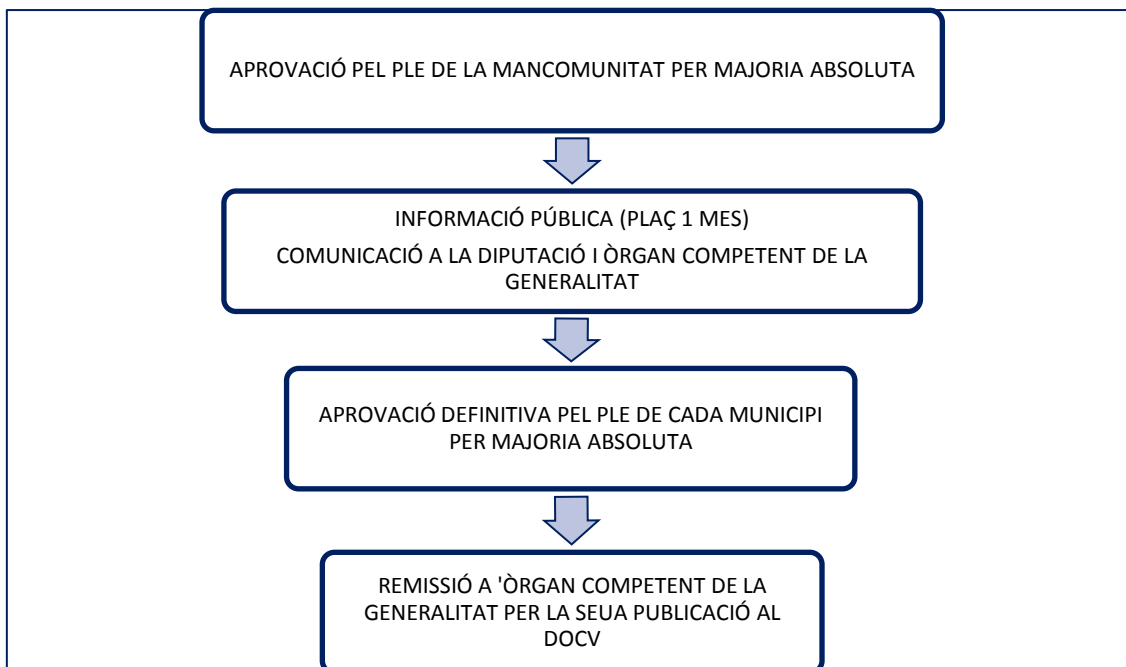 APROVACIÓ PEL PLE DE LA MANCOMUNITAT PER MAJORIA ABSOLUTA
INFORMACIÓ PÚBLICA (PLAÇ 1 MES)
COMUNICACIÓ A LA DIPUTACIÓ I ÒRGAN COMPETENT DE LA
GENERALITAT
APROVACIÓ DEFINITIVA PEL PLE DE CADA MUNICIPI
PER MAJORIA ABSOLUTA
REMISSIÓ A 'ÒRGAN COMPETENT DE LA
GENERALITAT PER LA SEUA PUBLICACIÓ AL
DOCV